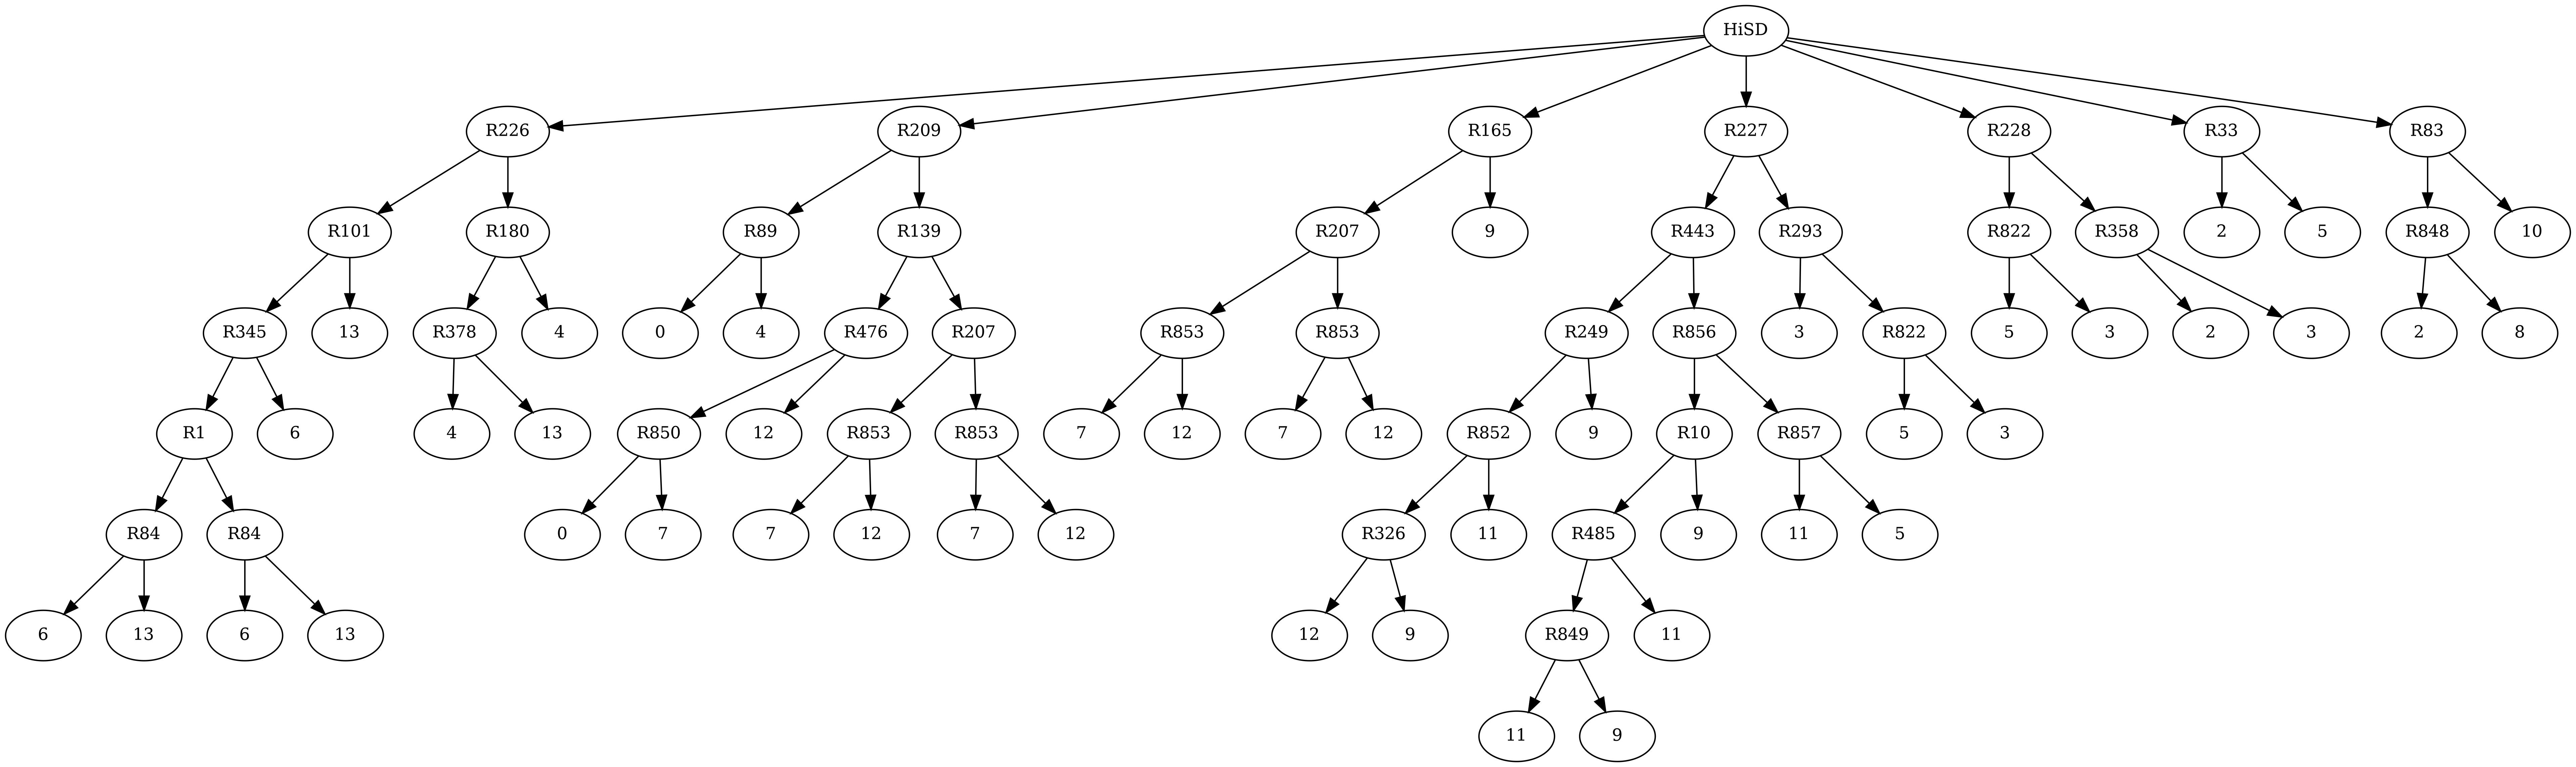 HiSD
R226 R209 R165 R227 R228 R33 R83
R101 R180 R89 R139 R207 9 R443 R293 R822 R358 2 5 R848 10
R345 13 R378 4 0 4 R476 R207 R853 R853 R249 R856 3 R822 5 3 2 3 2 8
R1 6 4 13 R850 12 R853 R853 7 12 7 12 R852 9 R10 R857 5 3
R84 R84 0 7 7 12 7 12 R326 11 R485 9 11 5
6 13 6 13 12 9 R849 11
11 9